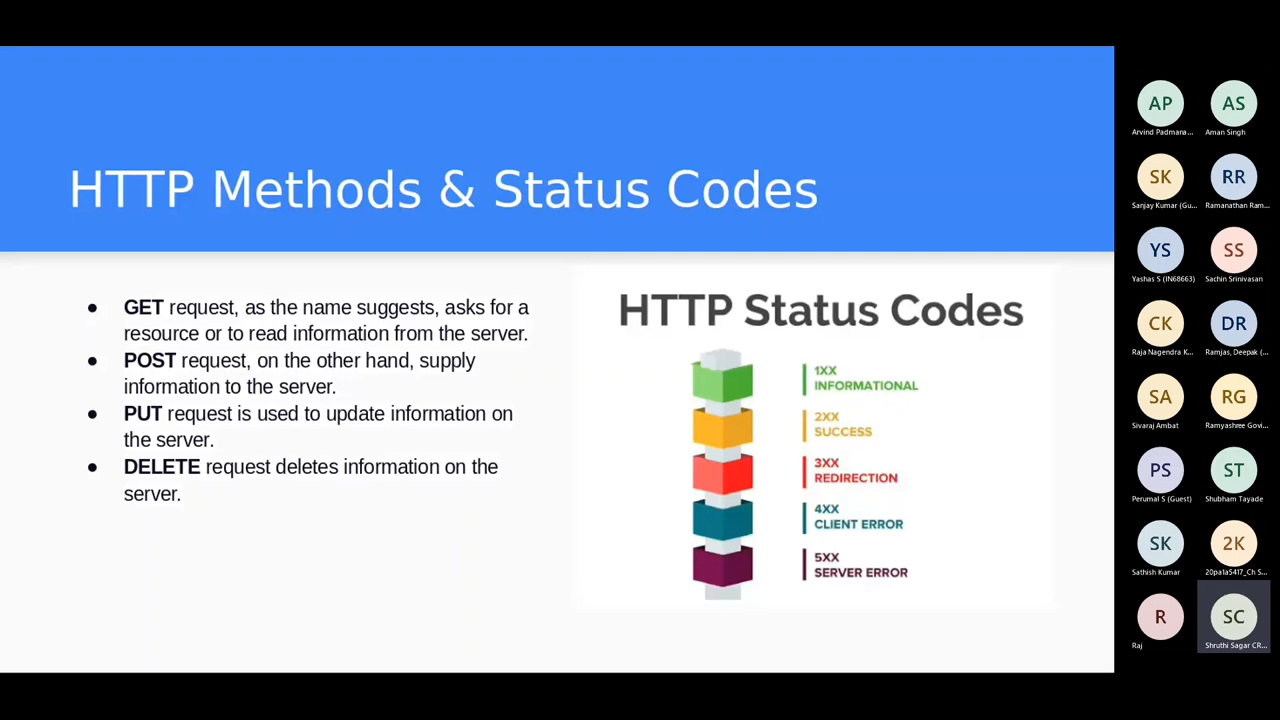 HTTP Methods & Status Codes
● GET request, as the name suggests, asks for a
resource or to read information from the server.
● POST request, on the other hand, supply
information to the server.
● PUT request is used to update information on
the server.
● DELETE request deletes information on the
server.
HTTP Status Codes
1XX
INFORMATIONAL
2XX
SUCCESS
3XX
REDIRECTION
4XX
CLIENT ERROR
5XX
SERVER ERROR
AP
Arvind Padmana...
AS
Aman Singh
SK
Sanjay Kumar (Gu...
RR
Ramanathan Ram...
YS
Yashas S (IN68663)
SS
Sachin Srinivasan
CK
Raja Nagendra K...
DR
Ramjas, Deepak (...
SA
Sivaraj Ambat
RG
Ramyashree Govi...
PS
Perumal S (Guest)
ST
Shubham Tayade
SK
Sathish Kumar
2K
20pa1a5417_Ch S...
R
Raj
SC
Shruthi Sagar CR...